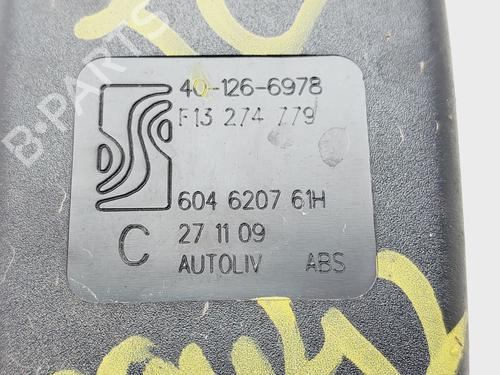 40-126-6978
F13 274 779
604 6207 61H
C 27 11 09
AUTOLIV ABS
B-PARTS